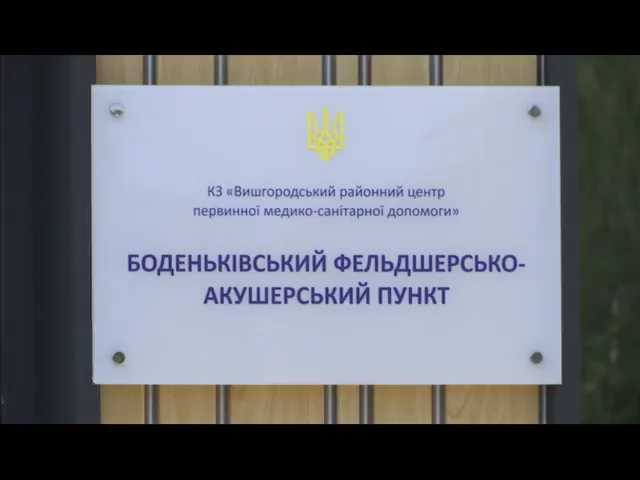 КЗ «Вишгородський районний центр
первинної медико-санітарної допомоги»
БОДЕНЬКІВСЬКИЙ ФЕЛЬДШЕРСЬКО-
АКУШЕРСЬКИЙ ПУНКТ